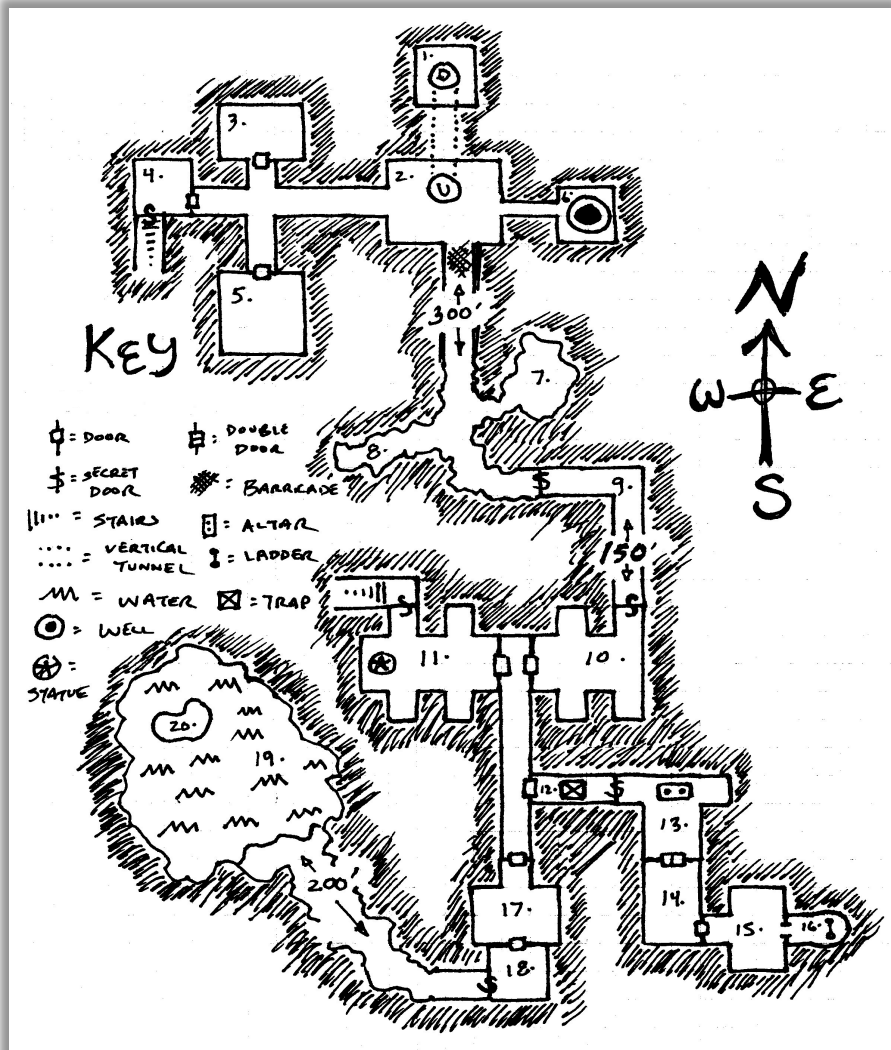 1.
D
3.
4.
2.
U
6.
S
5.
300'
KEY
N
W E
S
7.
8.
= DOOR
= DOUBLE DOOR
$ = SECRET DOOR
= BARRICADE
= STAIRS
= ALTAR
= VERTICAL TUNNEL
= LADDER
= WATER
= TRAP
= WELL
= STATUE
S
9.
150'
S
S
11.
10.
20.
19.
12.
S
13.
200'
14.
17.
15.
16.
18.
S